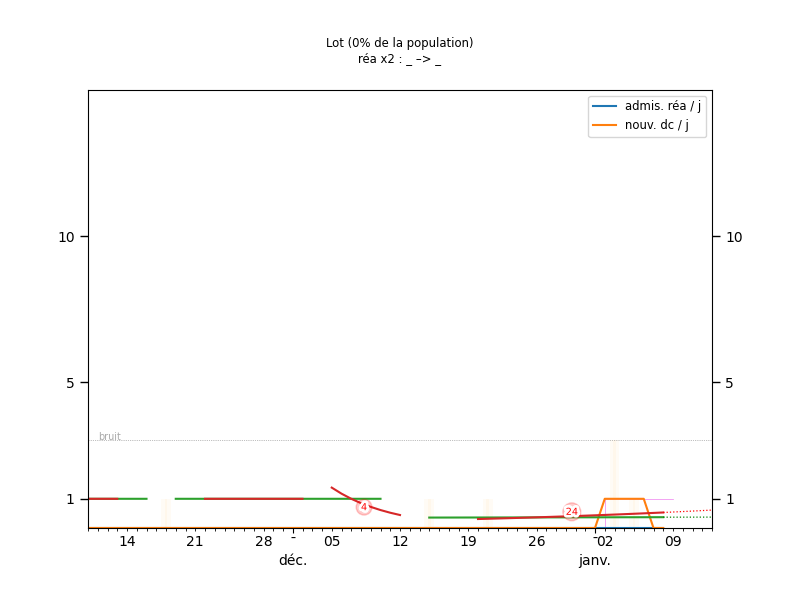 Lot (0% de la population)
réa x2 : _ –> _
admis. réa / j
nouv. dc / j
10 10
5 5
bruit
1 1
4 24
14 21 28 - 05 12 19 26 - 02 09
déc. janv.